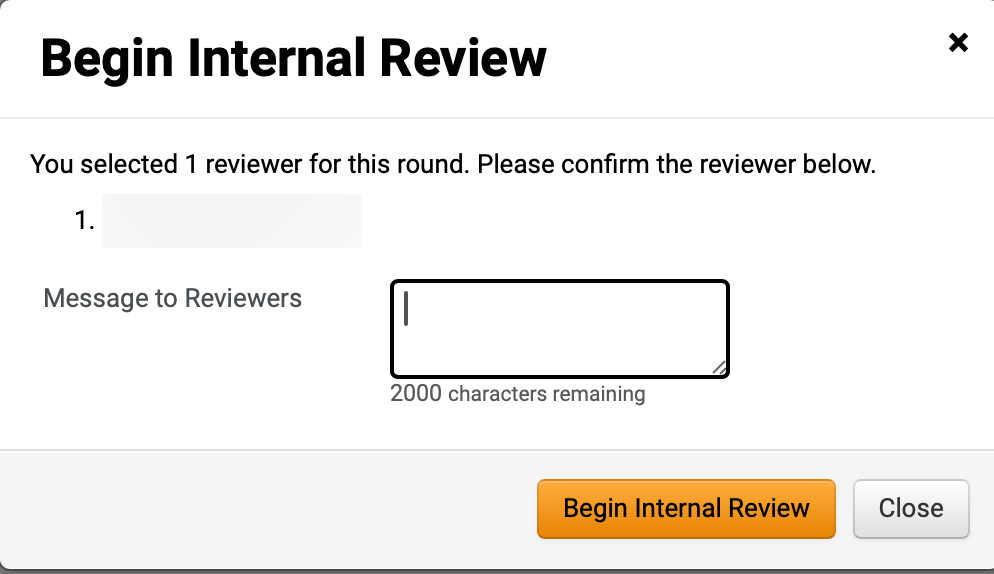 Begin Internal Review
×
You selected 1 reviewer for this round. Please confirm the reviewer below.
1.
Message to Reviewers
2000 characters remaining
Begin Internal Review
Close